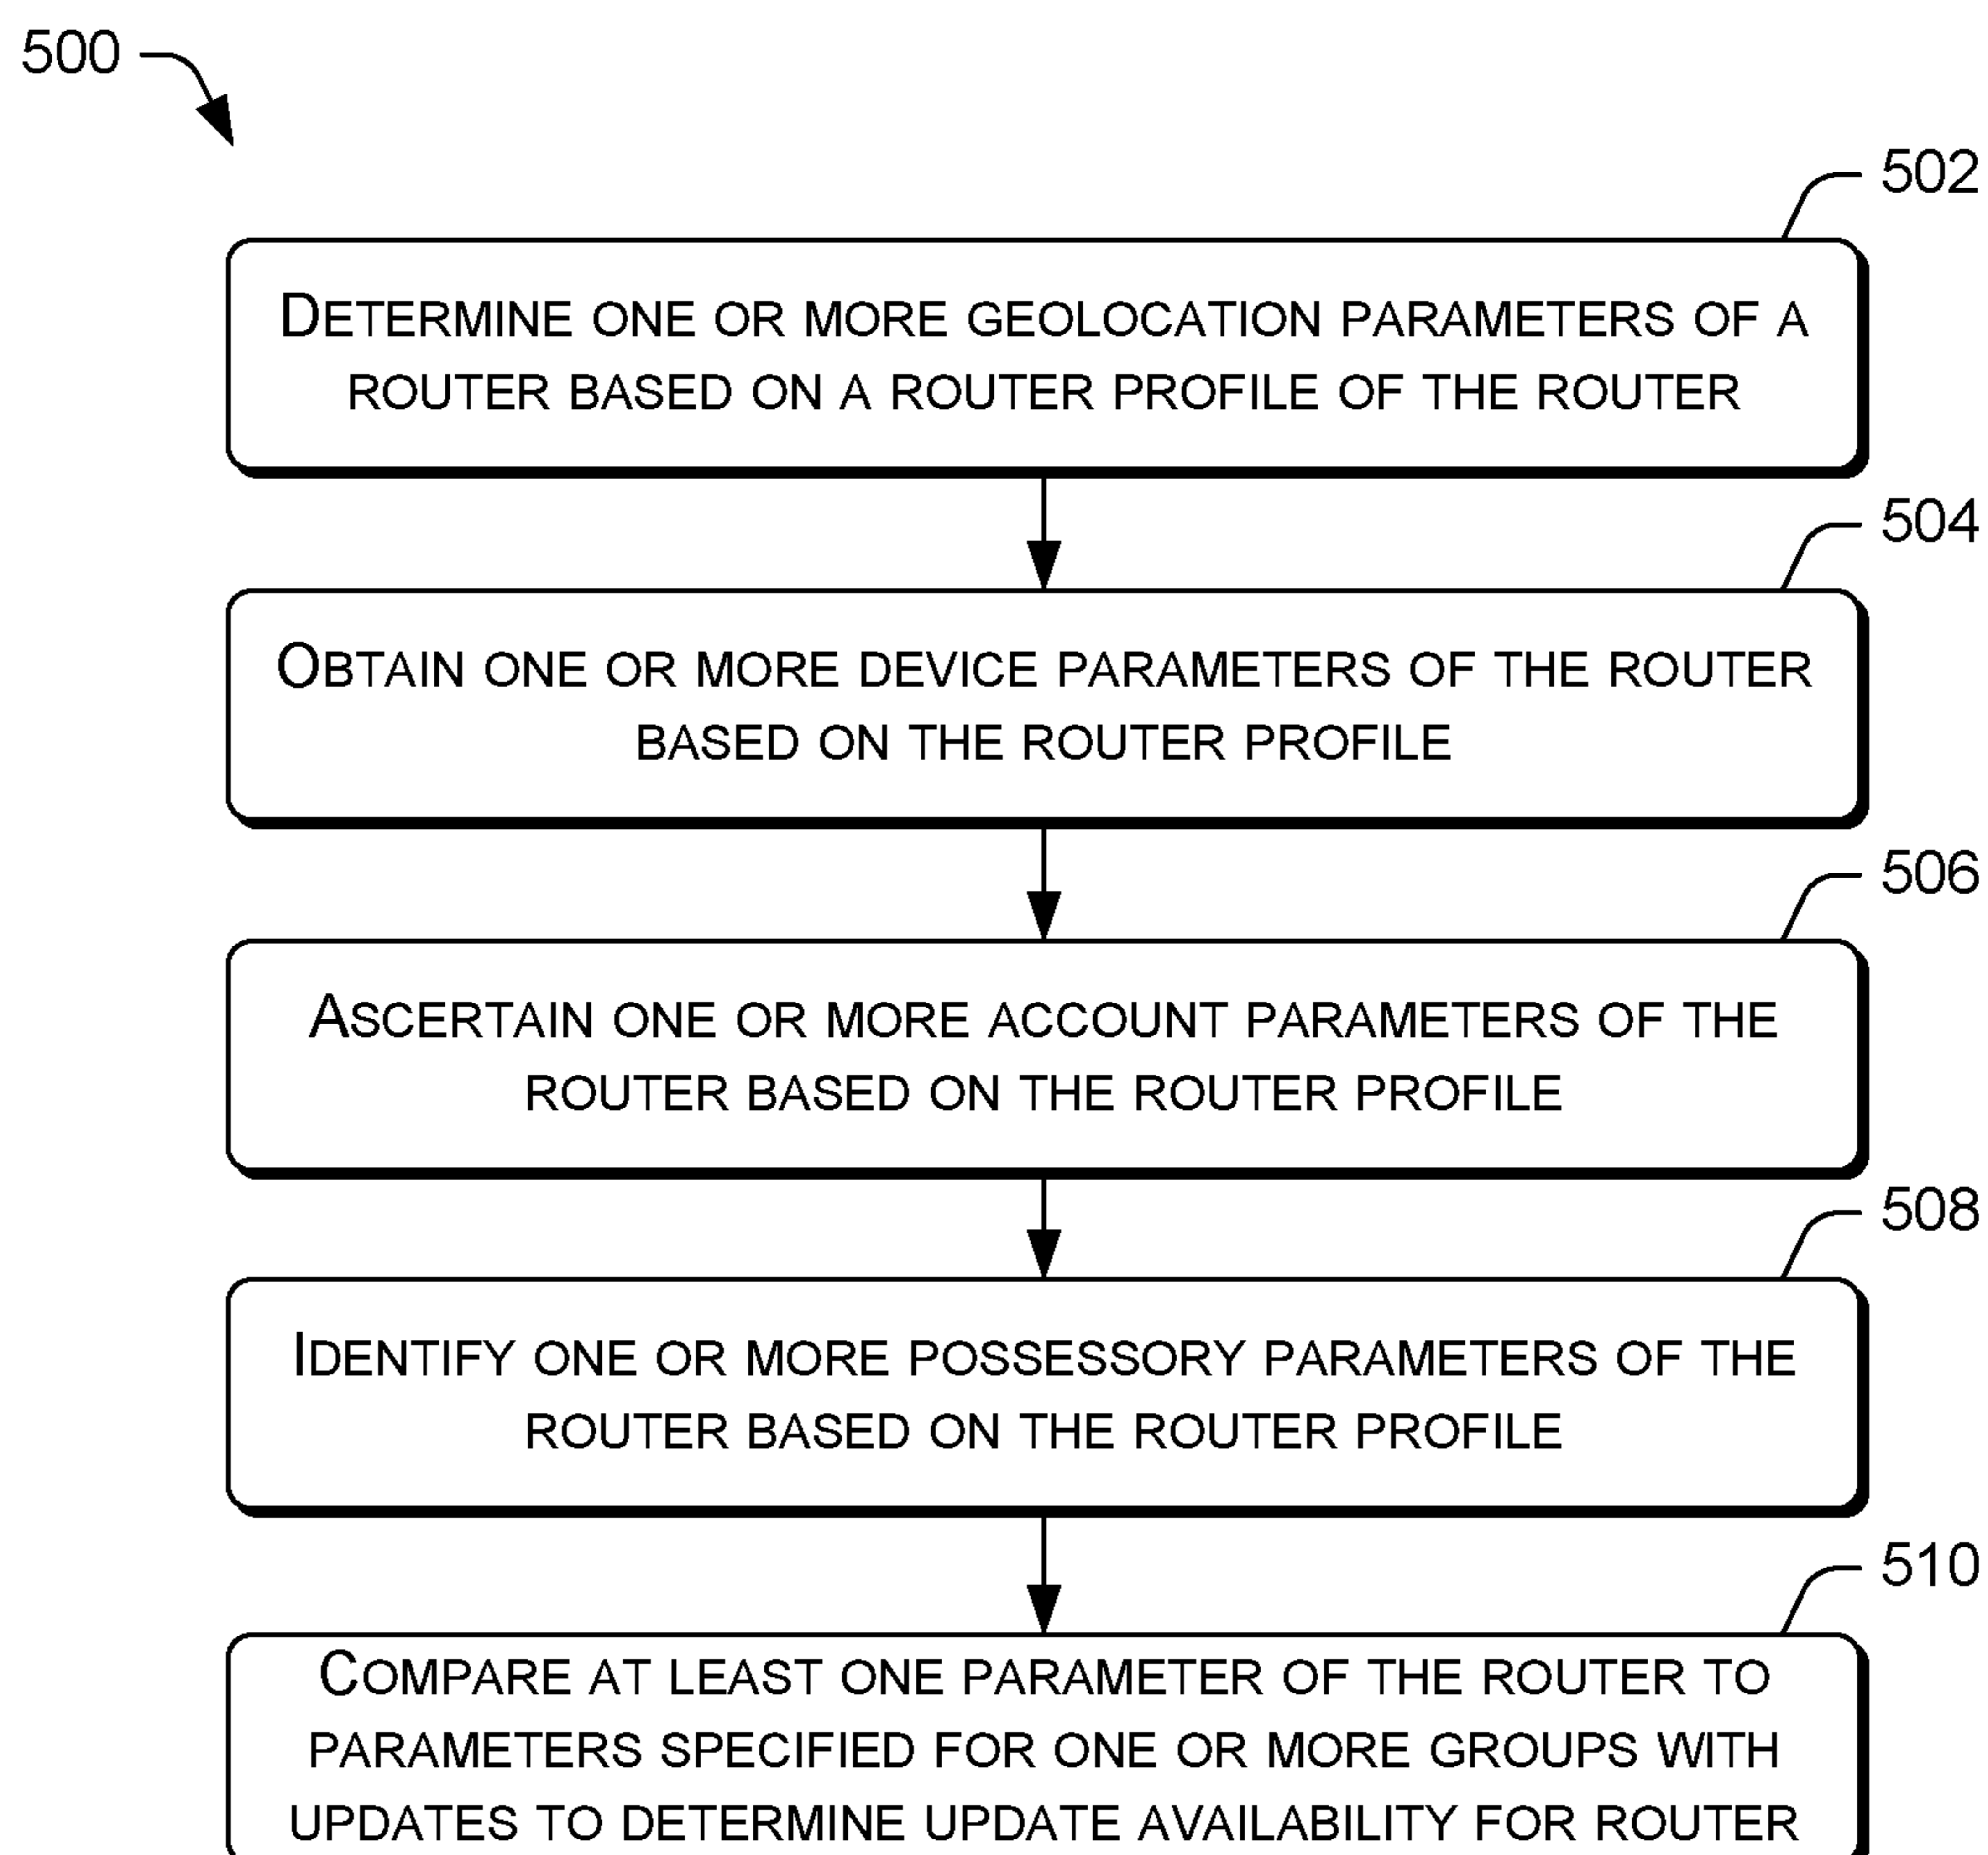 500
502
DETERMINE ONE OR MORE GEOLOCATION PARAMETERS OF A
ROUTER BASED ON A ROUTER PROFILE OF THE ROUTER
504
OBTAIN ONE OR MORE DEVICE PARAMETERS OF THE ROUTER
BASED ON THE ROUTER PROFILE
506
ASCERTAIN ONE OR MORE ACCOUNT PARAMETERS OF THE
ROUTER BASED ON THE ROUTER PROFILE
508
IDENTIFY ONE OR MORE POSSESSORY PARAMETERS OF THE
ROUTER BASED ON THE ROUTER PROFILE
510
COMPARE AT LEAST ONE PARAMETER OF THE ROUTER TO
PARAMETERS SPECIFIED FOR ONE OR MORE GROUPS WITH
UPDATES TO DETERMINE UPDATE AVAILABILITY FOR ROUTER